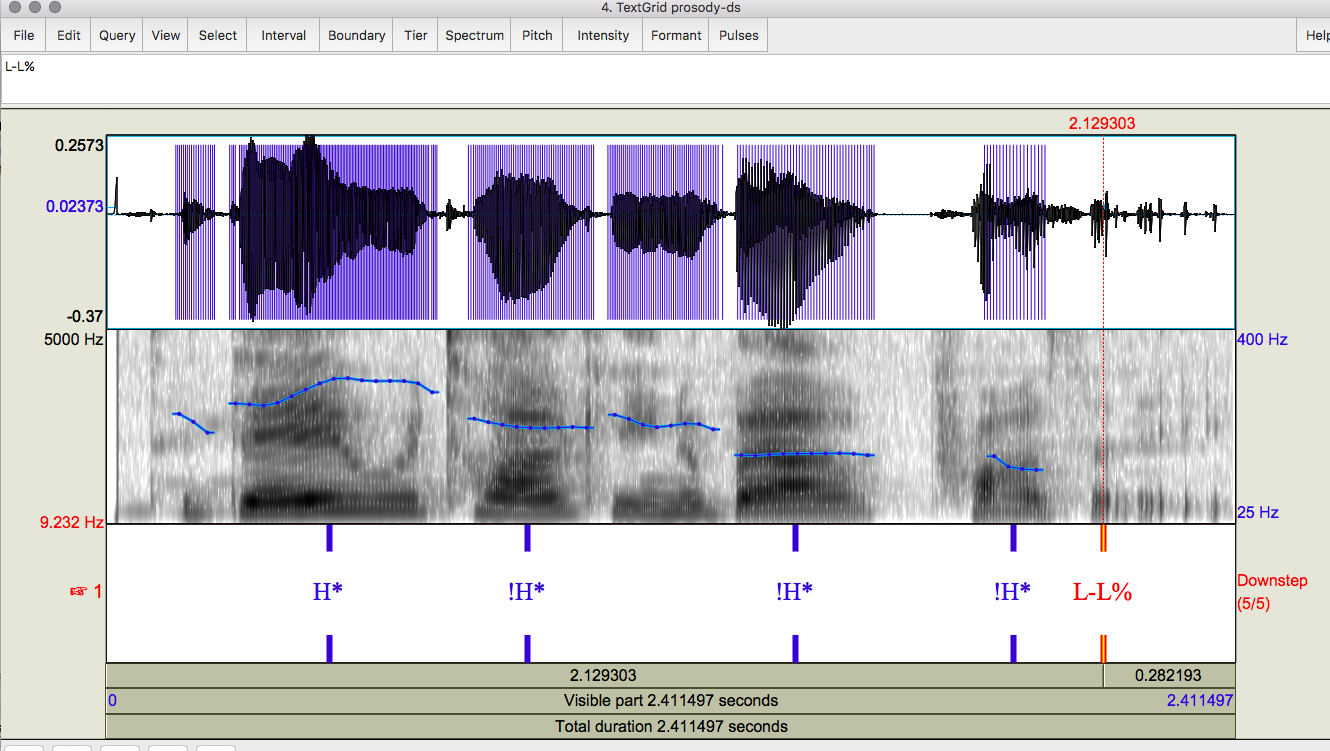 4. TextGrid prosody-ds
File Edit Query View Select Interval Boundary Tier Spectrum Pitch Intensity Formant Pulses Help
L-L%
2.129303
0.2573
0.02373
-0.37
5000 Hz 400 Hz
9.232 Hz 25 Hz
☞ 1 H* !H* !H* !H* L-L% Downstep
(5/5)
2.129303 0.282193
0 Visible part 2.411497 seconds 2.411497
Total duration 2.411497 seconds